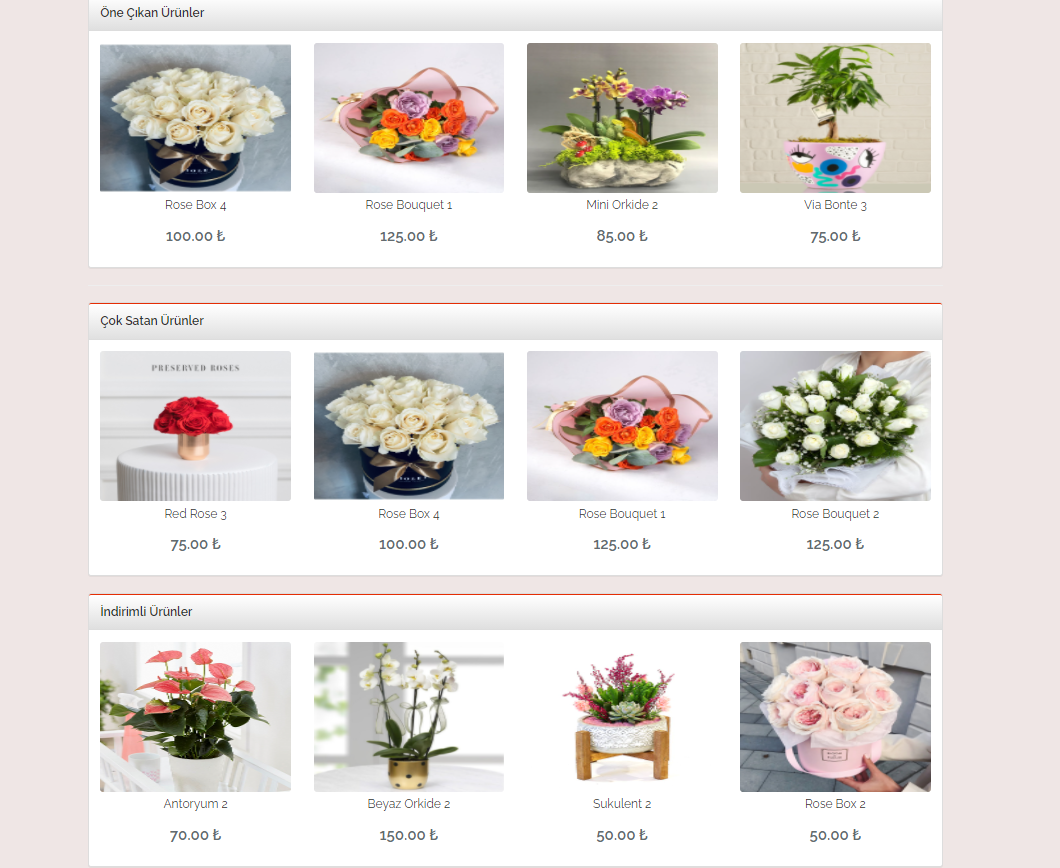 Öne Çıkan Ürünler
Rose Box 4
Rose Bouquet 1
Mini Orkide 2
Via Bonte 3
100.00 ₺
125.00 ₺
85.00 ₺
75.00 ₺
Çok Satan Ürünler
PRESERVED ROSES
Red Rose 3
Rose Box 4
Rose Bouquet 1
Rose Bouquet 2
75.00 ₺
100.00 ₺
125.00 ₺
125.00 ₺
İndirimli Ürünler
Antoryum 2
Beyaz Orkide 2
Sukulent 2
Rose Box 2
70.00 ₺
150.00 ₺
50.00 ₺
50.00 ₺